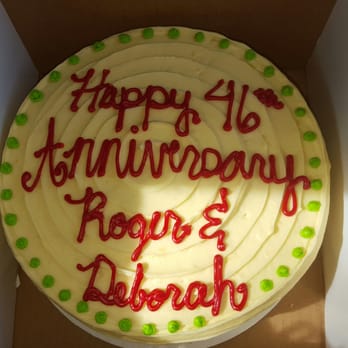 Happy 46th
Anniversary
Roger &
Deborah